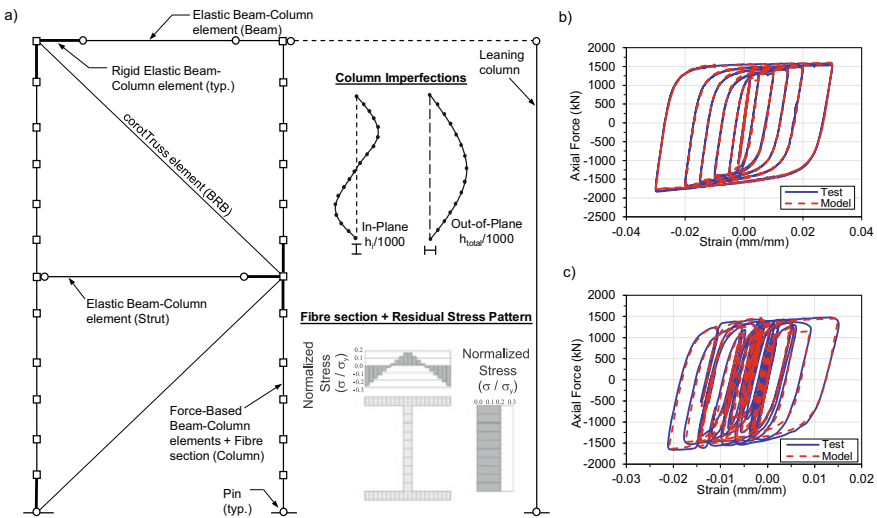 a)
Elastic Beam-Column
element (Beam)
Rigid Elastic Beam-
Column element (typ.)
corotTruss element (BRB)
Leaning
column
Column Imperfections
In-Plane
hi/1000
Out-of-Plane
htotal/1000
Elastic Beam-Column
element (Strut)
Fibre section + Residual Stress Pattern
Normalized
Stress
(σ / σy)
0.2
0.1
0.0
-0.1
-0.2
-0.3
Normalized
Stress
(σ / σy)
0.0 0.1 0.2 0.3
Force-Based
Beam-Column
elements + Fibre
section (Column)
Pin
(typ.)
b)
Axial Force (kN)
2000
1500
1000
500
0
-500
-1000
-1500
-2000
-2500
Test
Model
-0.04 -0.02 0.00 0.02 0.04
Strain (mm/mm)
c)
Axial Force (kN)
2000
1500
1000
500
0
-500
-1000
-1500
-2000
Test
Model
-0.03 -0.02 -0.01 0.00 0.01 0.02
Strain (mm/mm)